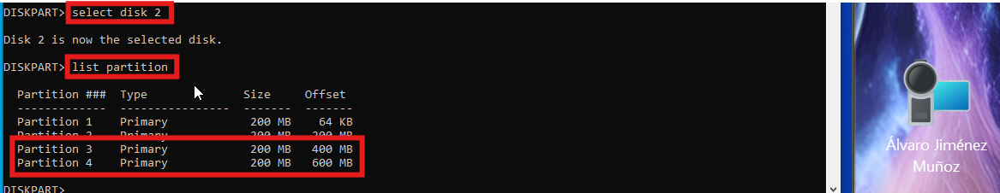 DISKPART> select disk 2
Disk 2 is now the selected disk.
DISKPART> list partition
Partition ###  Type              Size     Offset
-------------  ----------------  -------  -------
Partition 1    Primary            200 MB    64 KB
Partition 2    Primary            200 MB   200 MB
Partition 3    Primary            200 MB   400 MB
Partition 4    Primary            200 MB   600 MB
DISKPART>
Álvaro Jiménez
Muñoz